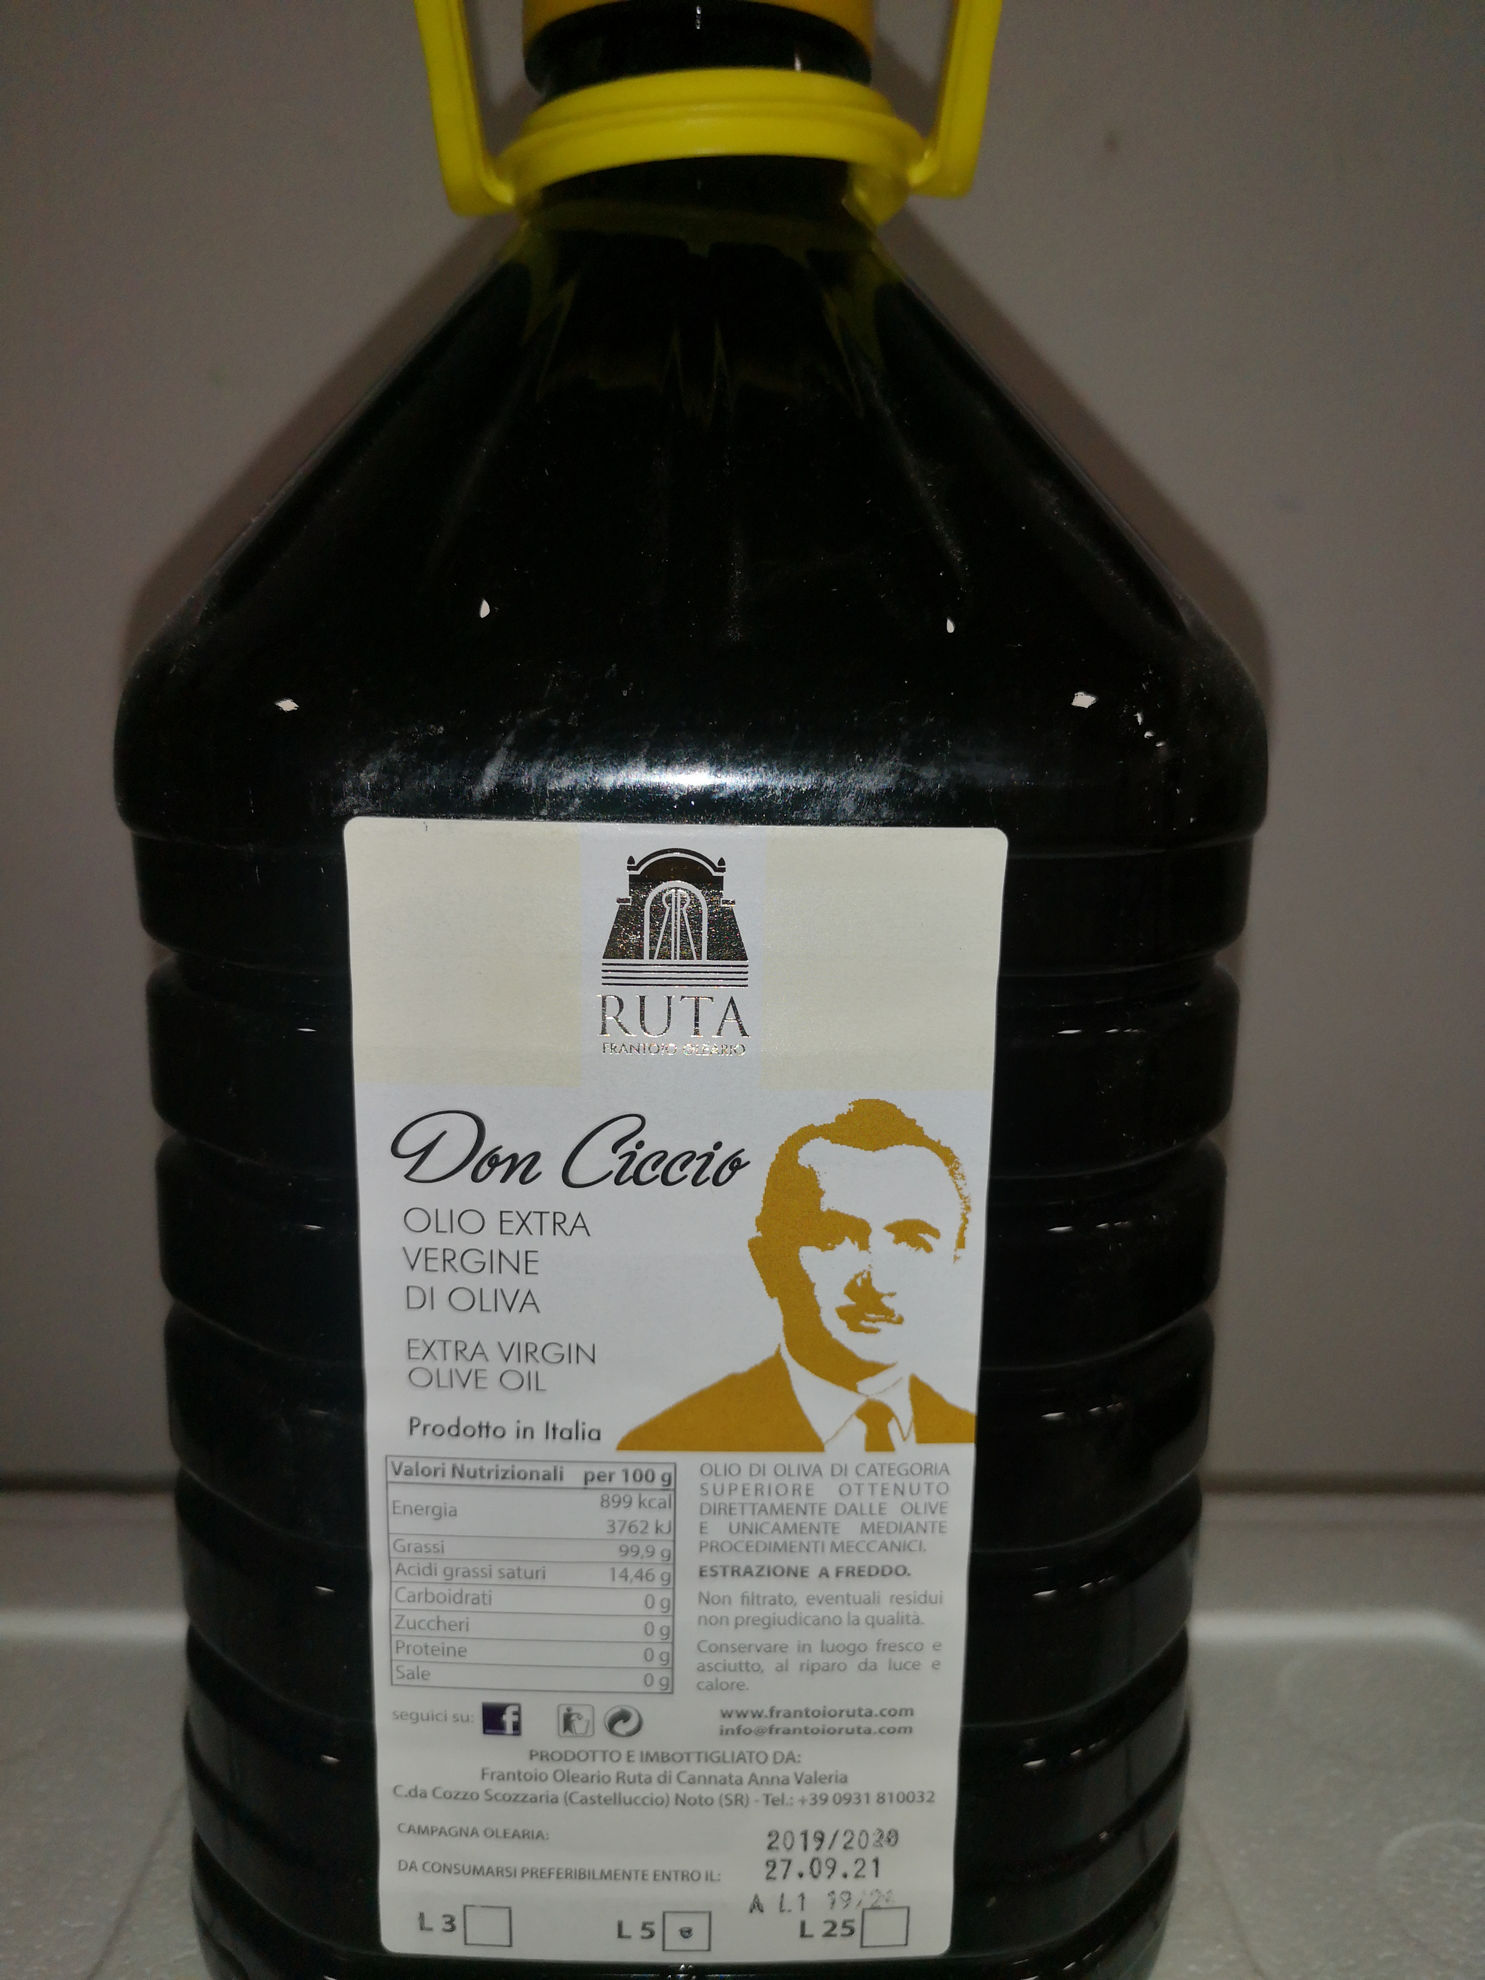 RUTA
FRANTOIO OLEARIO
Don Ciccio
OLIO EXTRA
VERGINE
DI OLIVA
EXTRA VIRGIN
OLIVE OIL
Prodotto in Italia
Valori Nutrizionali per 100 g
Energia 899 kcal
3762 kJ
Grassi 99,9 g
Acidi grassi saturi 14,46 g
Carboidrati 0 g
Zuccheri 0 g
Proteine 0 g
Sale 0 g
OLIO DI OLIVA DI CATEGORIA
SUPERIORE OTTENUTO
DIRETTAMENTE DALLE OLIVE
E UNICAMENTE MEDIANTE
PROCEDIMENTI MECCANICI.
ESTRAZIONE A FREDDO.
Non filtrato, eventuali residui
non pregiudicano la qualità.
Conservare in luogo fresco e
asciutto, al riparo da luce e
calore.
seguici su: f
www.frantoioruta.com
info@frantoioruta.com
PRODOTTO E IMBOTTIGLIATO DA:
Frantoio Oleario Ruta di Cannata Anna Valeria
C.da Cozzo Scozzaria (Castelluccio) Noto (SR) - Tel.: +39 0931 810032
CAMPAGNA OLEARIA: 2019/2020
DA CONSUMARSI PREFERIBILMENTE ENTRO IL: 27.09.21
A L1
L 3 L 5 e L 25